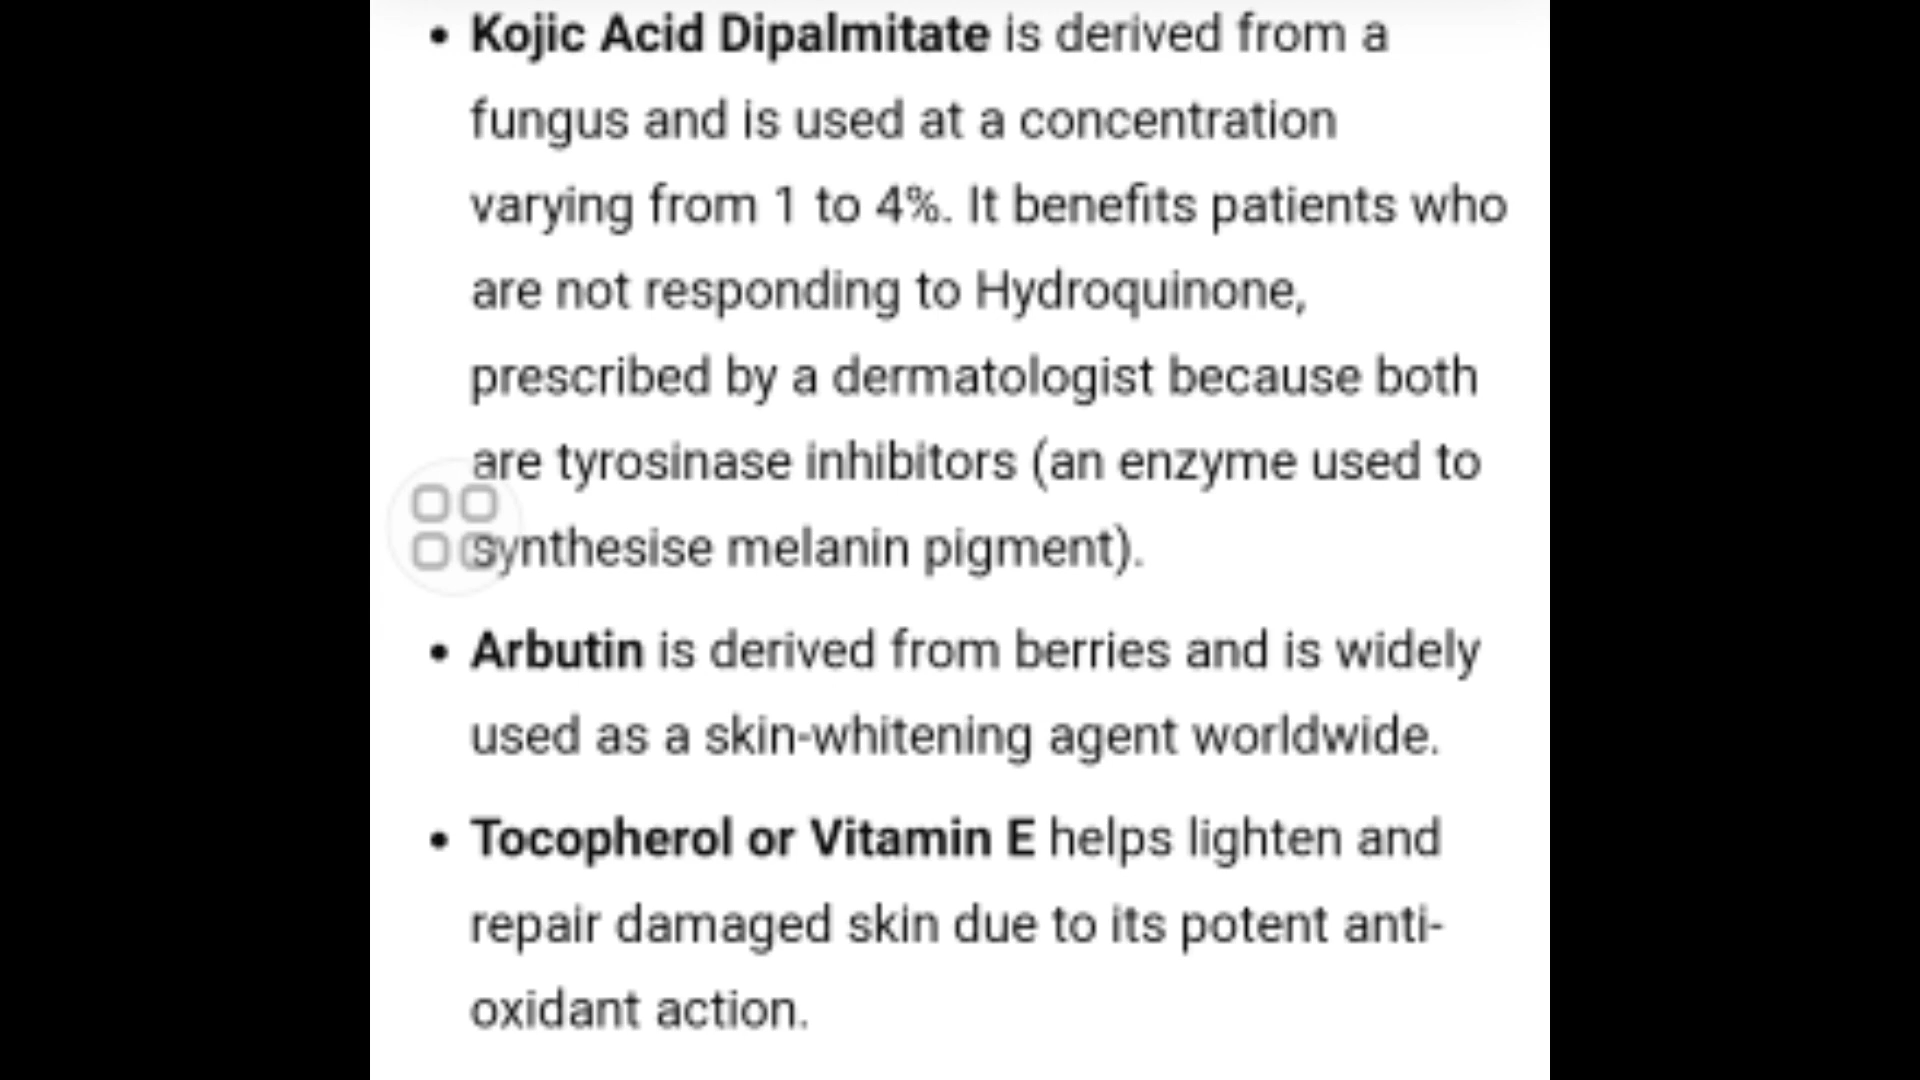 • Kojic Acid Dipalmitate is derived from a
fungus and is used at a concentration
varying from 1 to 4%. It benefits patients who
are not responding to Hydroquinone,
prescribed by a dermatologist because both
are tyrosinase inhibitors (an enzyme used to
synthesise melanin pigment).
• Arbutin is derived from berries and is widely
used as a skin-whitening agent worldwide.
• Tocopherol or Vitamin E helps lighten and
repair damaged skin due to its potent anti-
oxidant action.